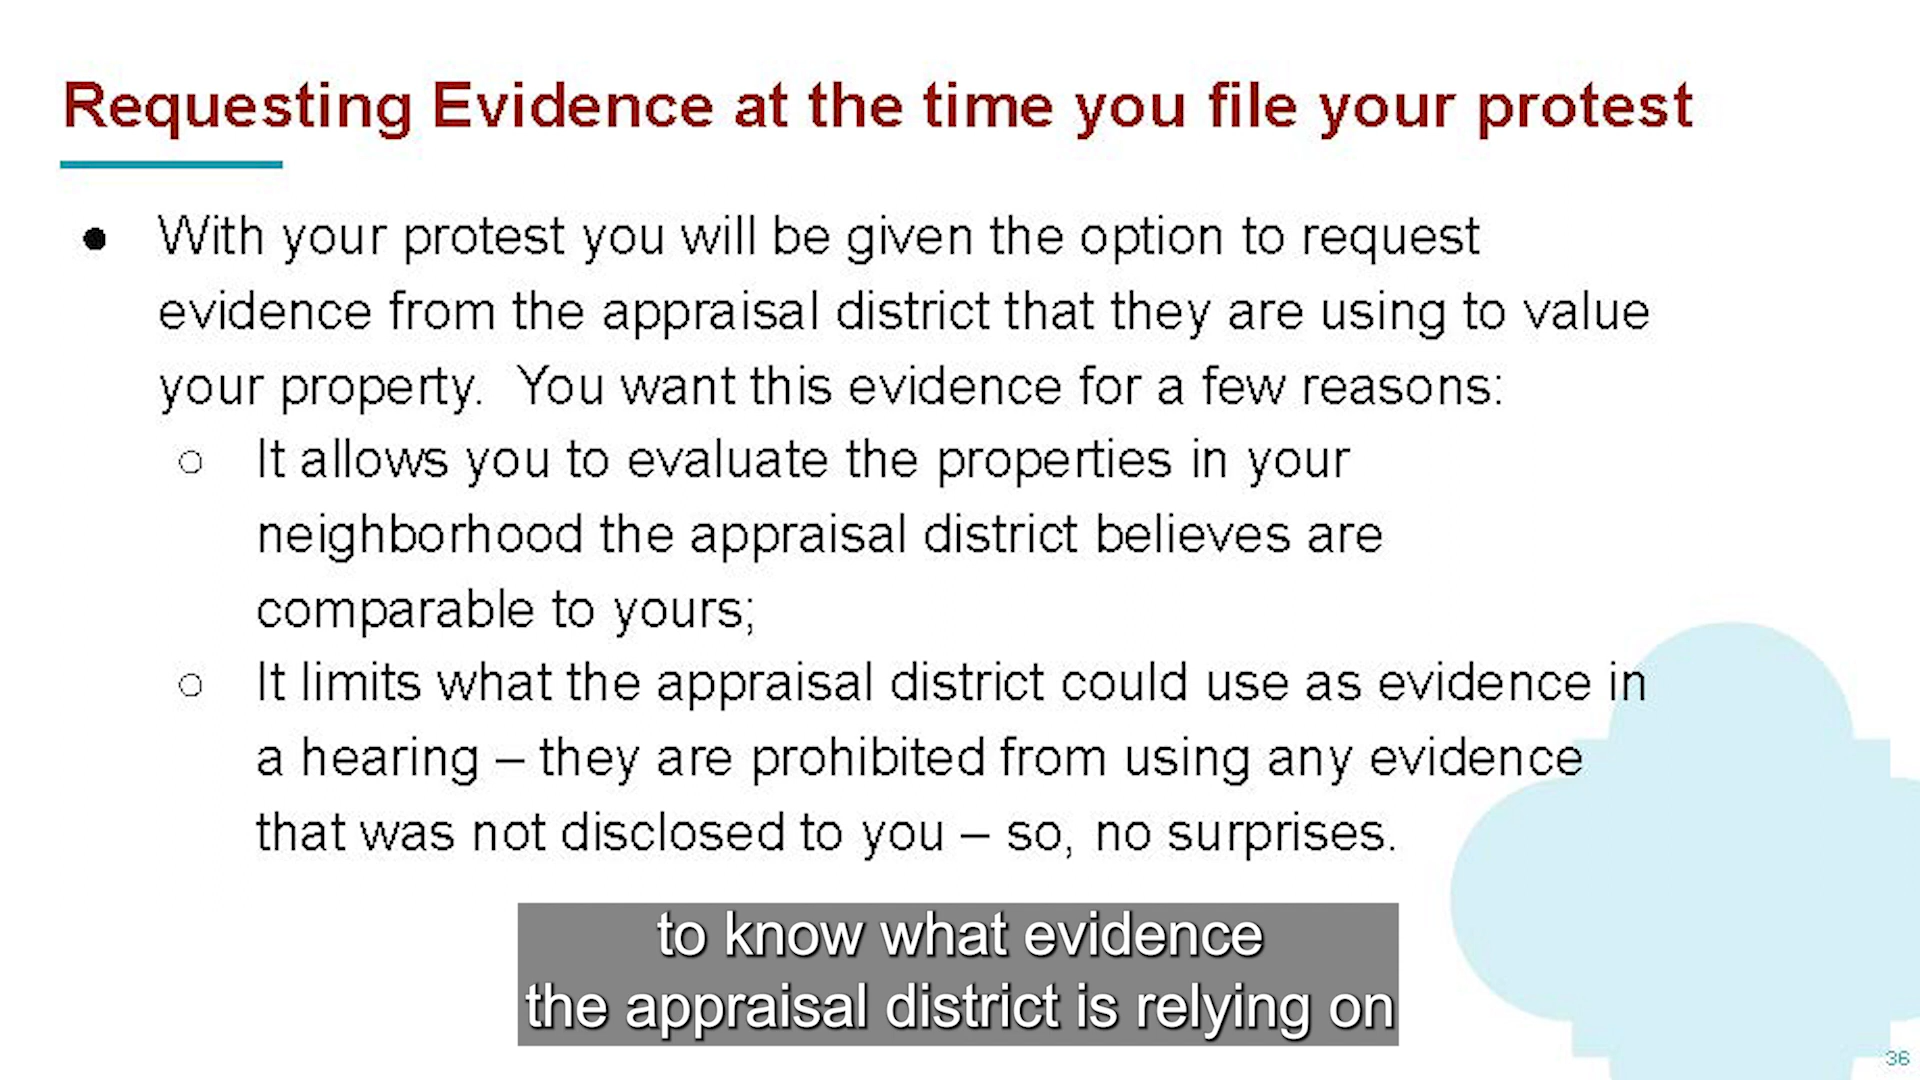 Requesting Evidence at the time you file your protest
● With your protest you will be given the option to request
evidence from the appraisal district that they are using to value
your property.  You want this evidence for a few reasons:
○ It allows you to evaluate the properties in your
neighborhood the appraisal district believes are
comparable to yours;
○ It limits what the appraisal district could use as evidence in
a hearing – they are prohibited from using any evidence
that was not disclosed to you – so, no surprises.
to know what evidence
the appraisal district is relying on
36